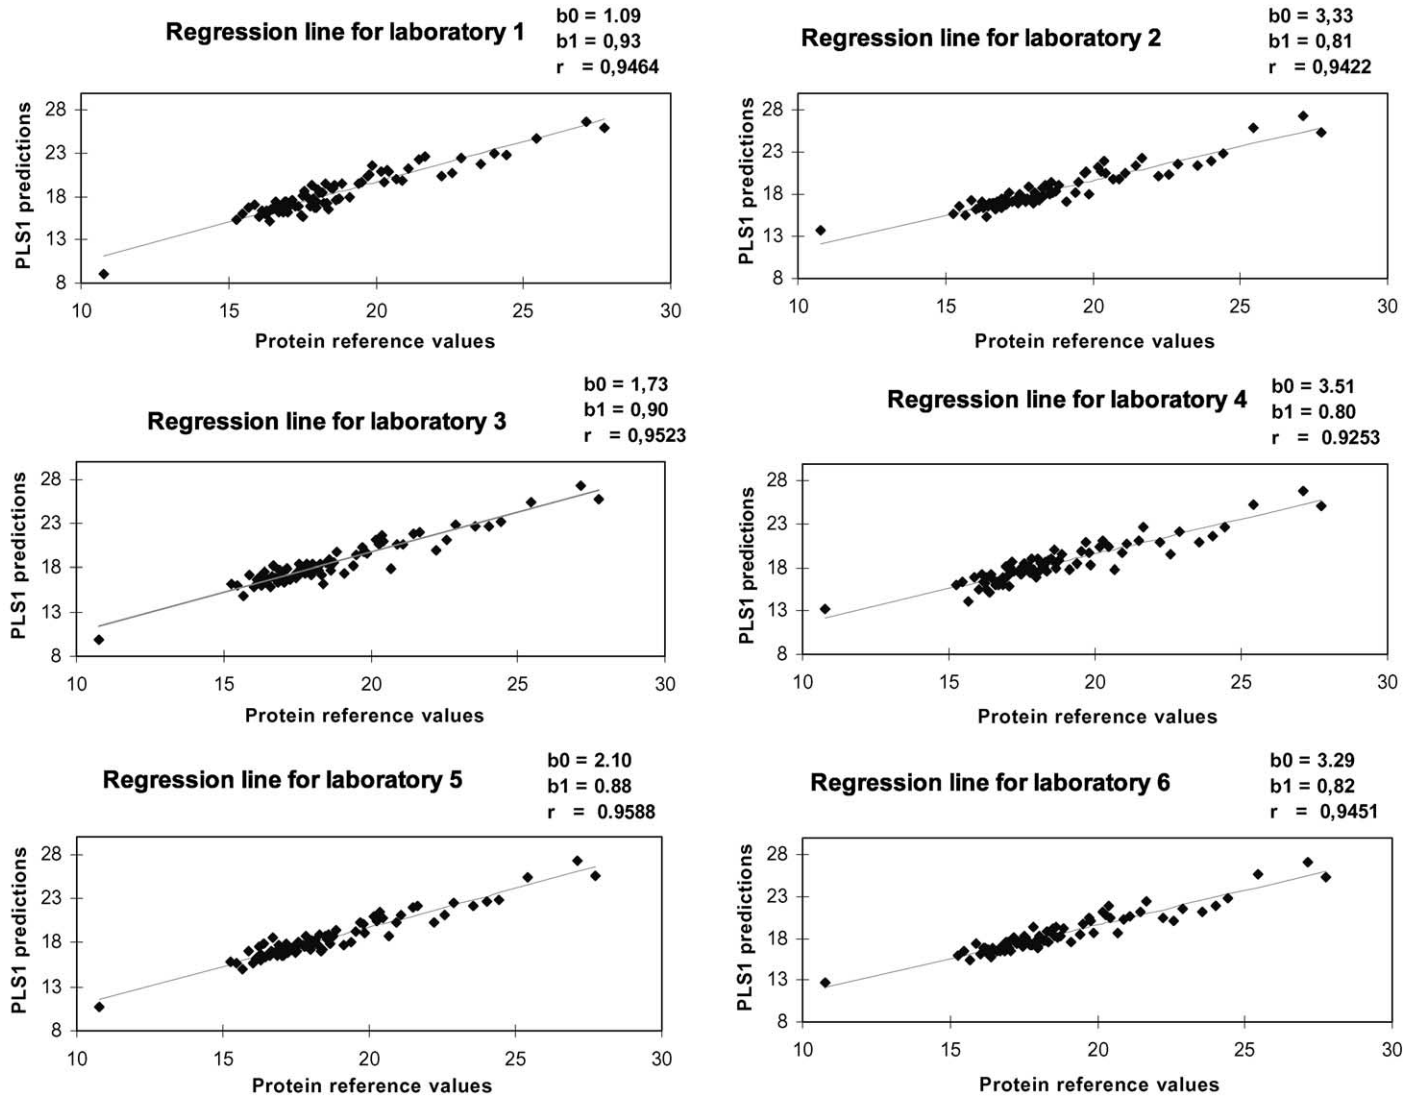 Regression line for laboratory 1
b0 = 1.09
b1 = 0,93
r = 0,9464
PLS1 predictions
28
23
18
13
8
10
15
20
25
30
Protein reference values
Regression line for laboratory 2
b0 = 3,33
b1 = 0,81
r = 0,9422
PLS1 predictions
28
23
18
13
8
10
15
20
25
30
Protein reference values
Regression line for laboratory 3
b0 = 1,73
b1 = 0,90
r = 0,9523
PLS1 predictions
28
23
18
13
8
10
15
20
25
30
Protein reference values
Regression line for laboratory 4
b0 = 3.51
b1 = 0.80
r = 0.9253
PLS1 predictions
28
23
18
13
8
10
15
20
25
30
Protein reference values
Regression line for laboratory 5
b0 = 2.10
b1 = 0.88
r = 0.9588
PLS1 predictions
28
23
18
13
8
10
15
20
25
30
Protein reference values
Regression line for laboratory 6
b0 = 3.29
b1 = 0,82
r = 0,9451
PLS1 predictions
28
23
18
13
8
10
15
20
25
30
Protein reference values